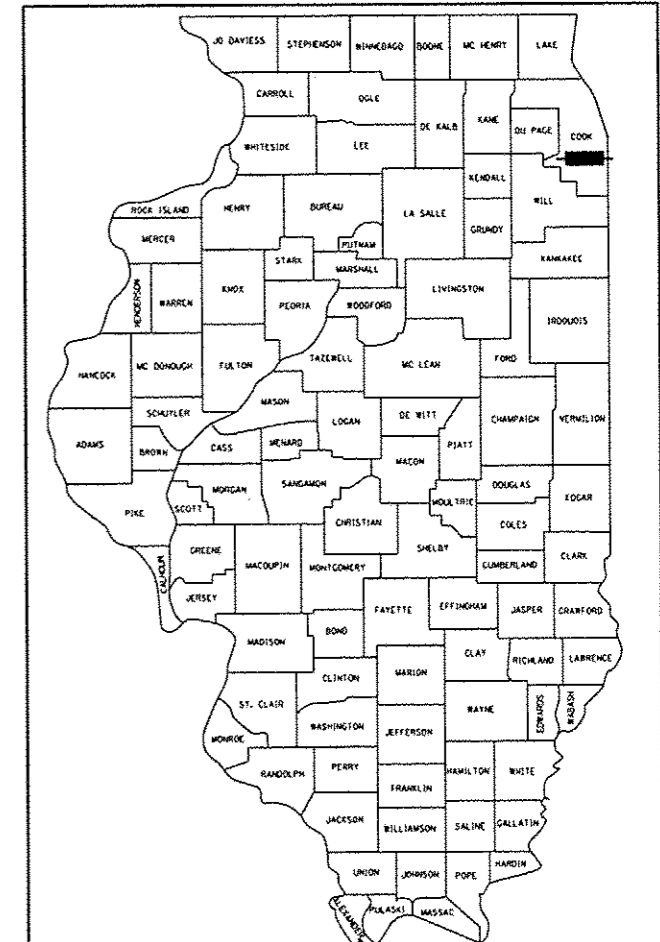 JO DAVIESS STEPHENSON WINNEBAGO BOONE MC HENRY LAKE
CARROLL OGLE DE KALB KANE DU PAGE COOK
WHITESIDE LEE KENDALL WILL
ROCK ISLAND HENRY BUREAU LA SALLE GRUNDY
MERCER STARK PUTNAM MARSHALL KANKAKEE
HENDERSON WARREN KNOX PEORIA WOODFORD LIVINGSTON IROQUOIS
HANCOCK MC DONOUGH FULTON TAZEWELL MC LEAN FORD
SCHUYLER MASON LOGAN DE WITT CHAMPAIGN VERMILION
ADAMS BROWN CASS MENARD MACON PIATT
PIKE SCOTT MORGAN SANGAMON MOULTRIE DOUGLAS EDGAR
CHRISTIAN COLES
CALHOUN GREENE MACOUPIN MONTGOMERY SHELBY CUMBERLAND CLARK
JERSEY FAYETTE EFFINGHAM JASPER CRAWFORD
MADISON BOND CLAY RICHLAND LAWRENCE
CLINTON MARION
ST. CLAIR WAYNE EDWARDS WABASH
MONROE WASHINGTON JEFFERSON
RANDOLPH PERRY HAMILTON WHITE
FRANKLIN
JACKSON WILLIAMSON SALINE GALLATIN
UNION JOHNSON POPE HARDIN
ALEXANDER PULASKI MASSAC